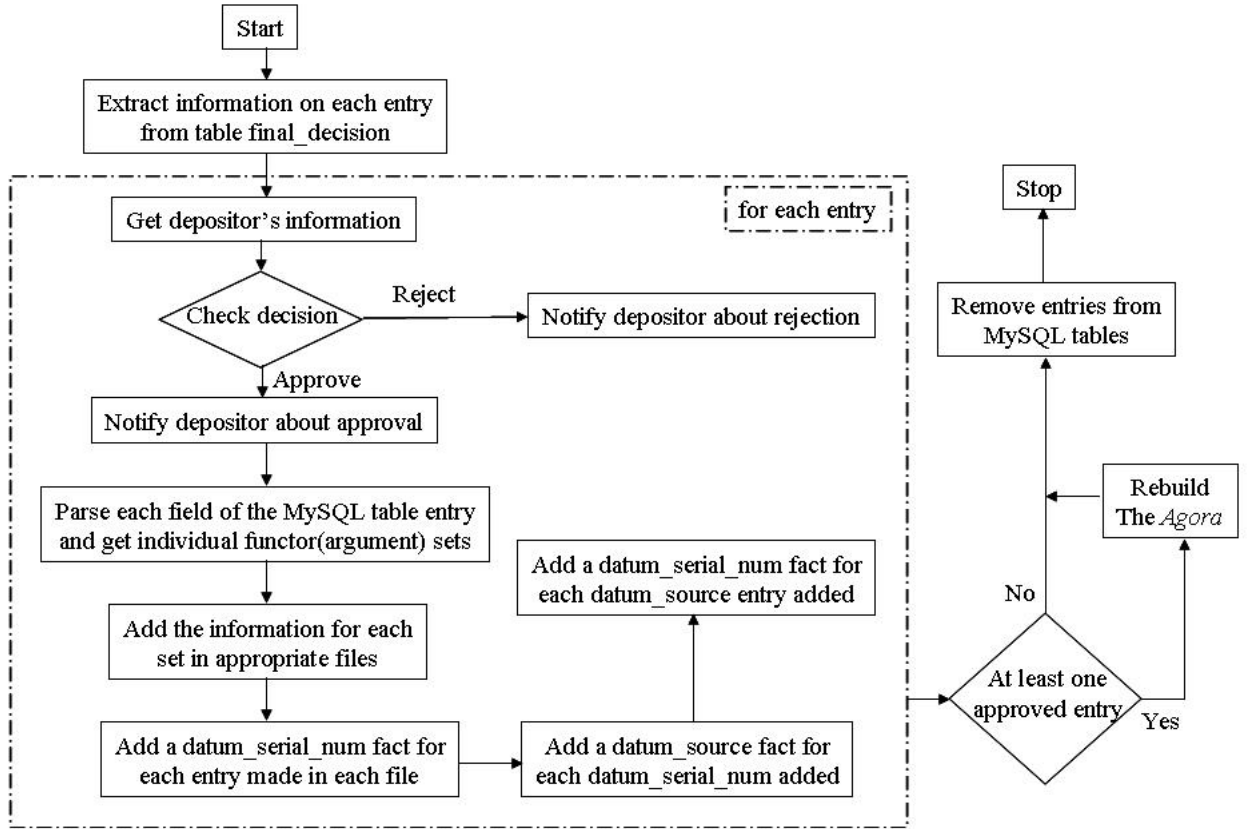 Start
Extract information on each entry
from table final_decision
for each entry
Get depositor's information
Check decision
Reject
Notify depositor about rejection
Approve
Notify depositor about approval
Parse each field of the MySQL table entry
and get individual functor(argument) sets
Add the information for each
set in appropriate files
Add a datum_serial_num fact for
each entry made in each file
Add a datum_source fact for
each datum_serial_num added
Add a datum_serial_num fact for
each datum_source entry added
At least one
approved entry
Yes
No
Rebuild
The Agora
Remove entries from
MySQL tables
Stop